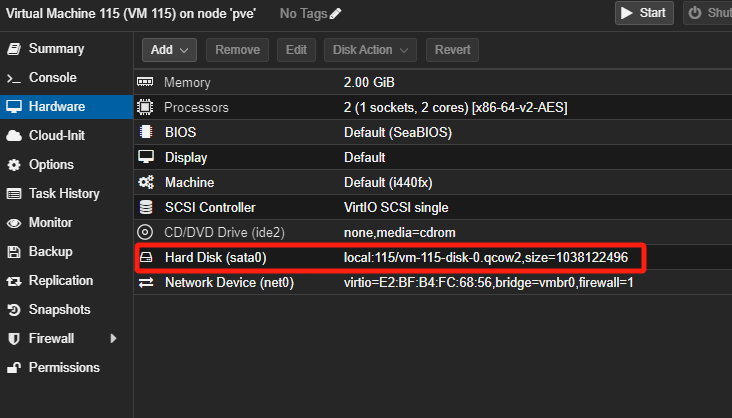 Virtual Machine 115 (VM 115) on node 'pve' No Tags Start Shut
Summary
Console
Hardware
Cloud-Init
Options
Task History
Monitor
Backup
Replication
Snapshots
Firewall
Permissions
Add Remove Edit Disk Action Revert
Memory 2.00 GiB
Processors 2 (1 sockets, 2 cores) [x86-64-v2-AES]
BIOS Default (SeaBIOS)
Display Default
Machine Default (i440fx)
SCSI Controller VirtIO SCSI single
CD/DVD Drive (ide2) none,media=cdrom
Hard Disk (sata0) local:115/vm-115-disk-0.qcow2,size=1038122496
Network Device (net0) virtio=E2:BF:B4:FC:68:56,bridge=vmbr0,firewall=1